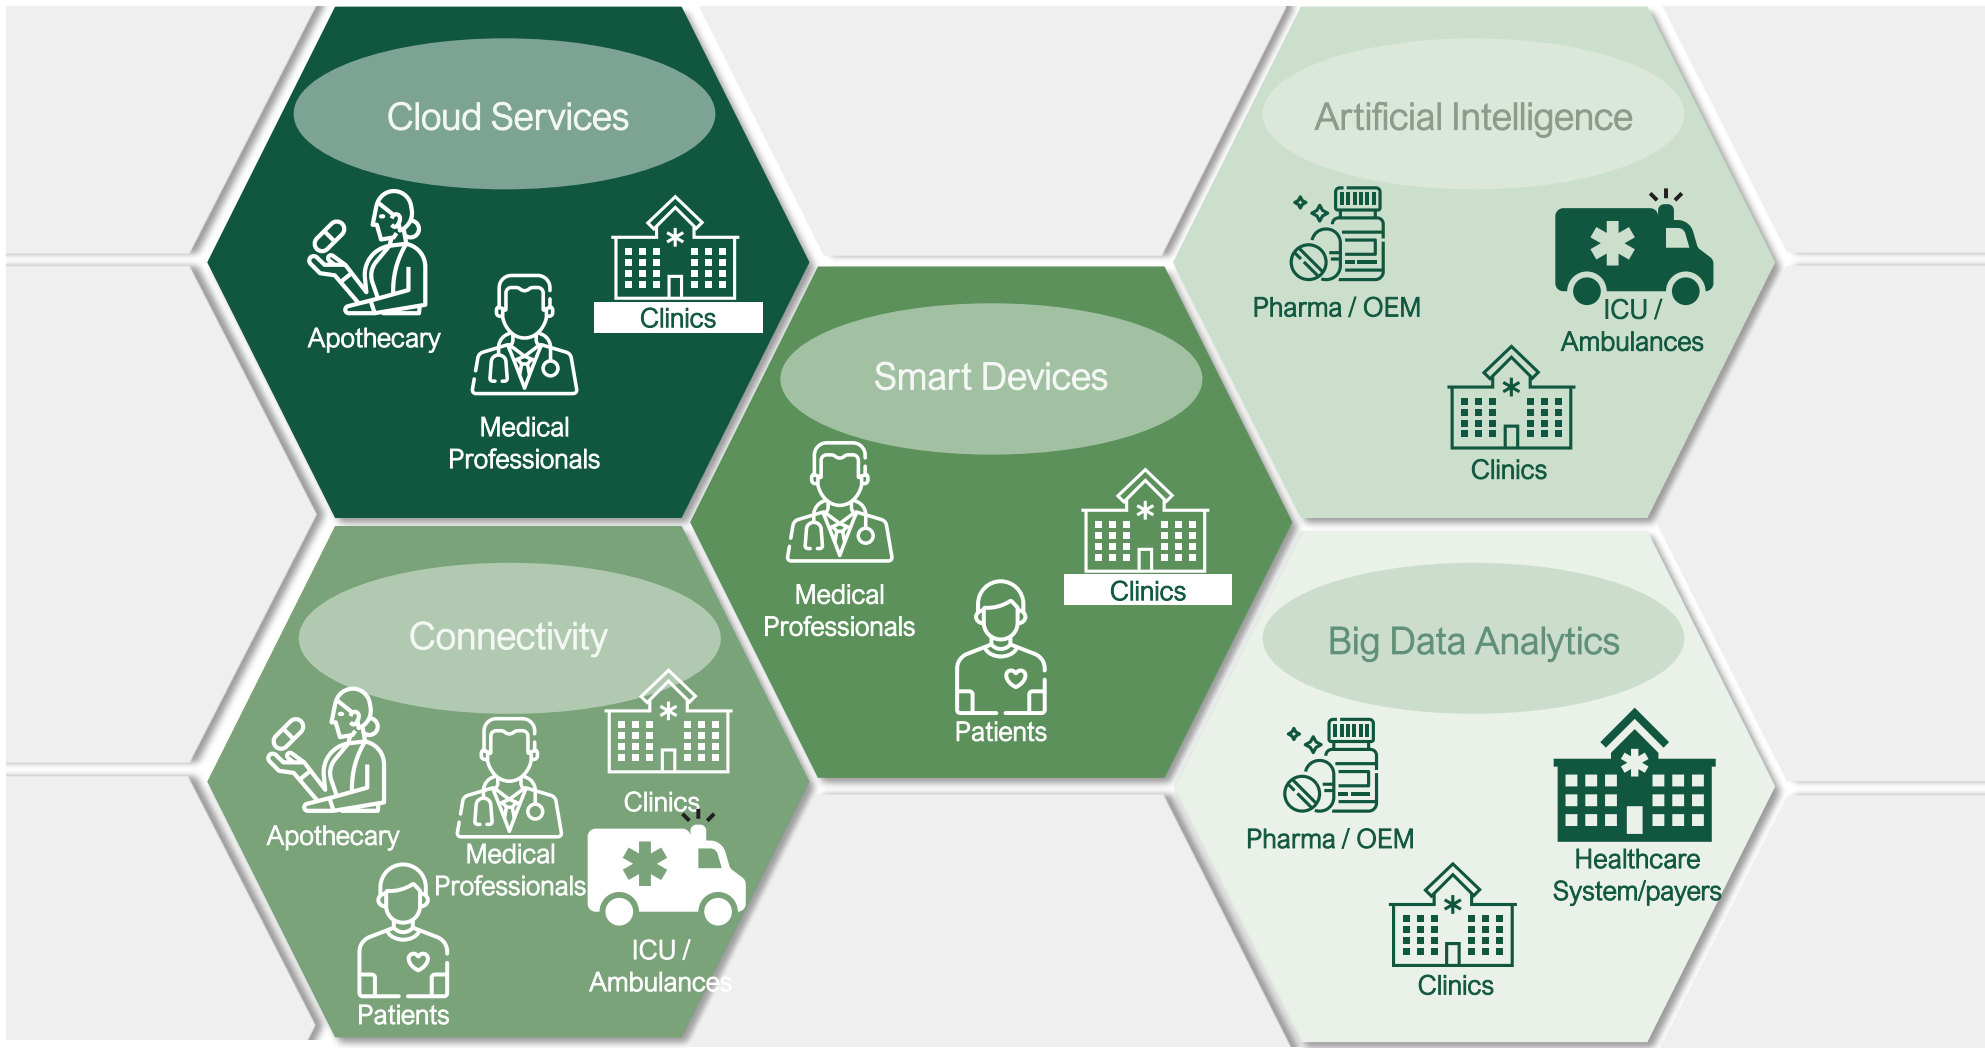 Cloud Services
Apothecary
Medical
Professionals
Clinics
Connectivity
Apothecary
Medical
Professionals
Clinics
Patients
ICU /
Ambulances
Smart Devices
Medical
Professionals
Clinics
Patients
Artificial Intelligence
Pharma / OEM
ICU /
Ambulances
Clinics
Big Data Analytics
Pharma / OEM
Healthcare
System/payers
Clinics